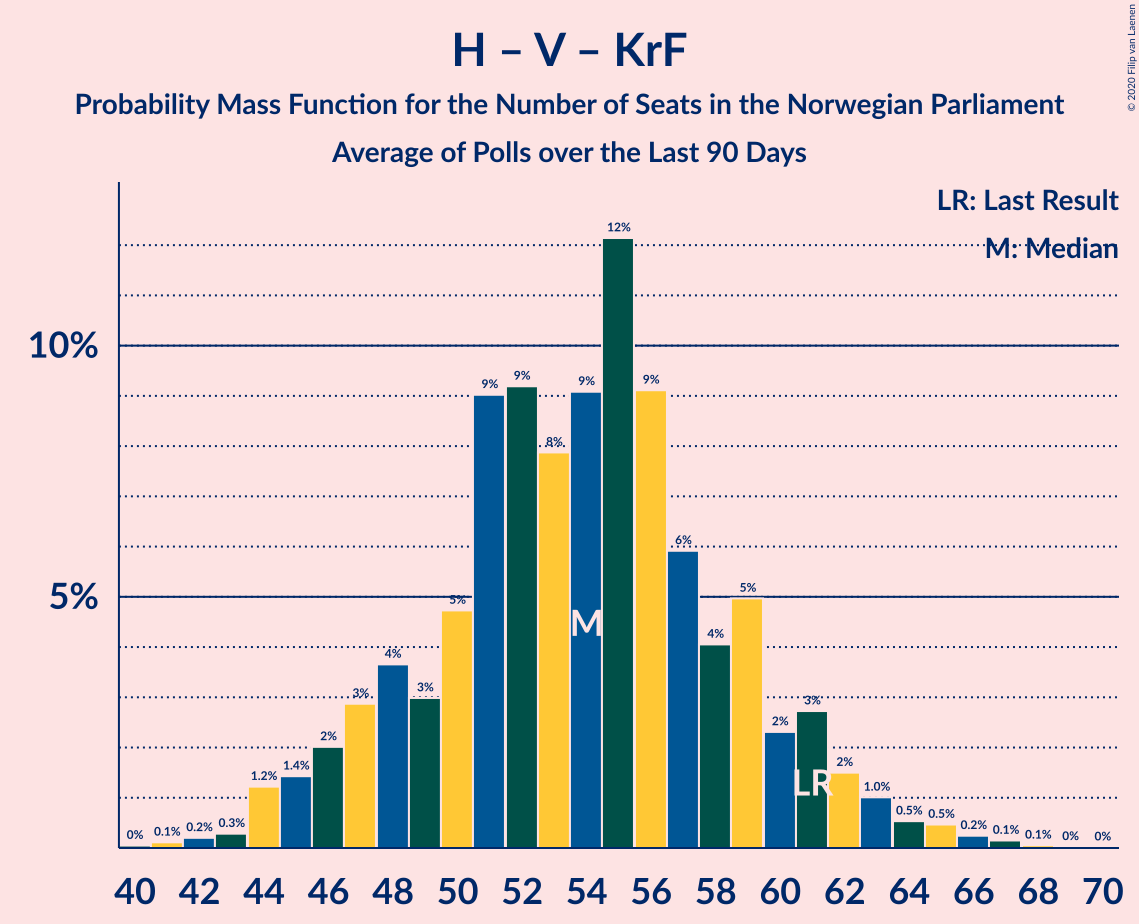 H – V – KrF
Probability Mass Function for the Number of Seats in the Norwegian Parliament
Average of Polls over the Last 90 Days
© 2020 Filip van Laenen
LR: Last Result
M: Median
10%
5%
0% 0.1% 0.2% 0.3% 1.2% 1.4% 2% 3% 4% 3% 5% 9% 9% 8% 9% 12% 9% 6% 4% 5% 2% 3% 2% 1.0% 0.5% 0.5% 0.2% 0.1% 0.1% 0% 0%
M
LR
40 42 44 46 48 50 52 54 56 58 60 62 64 66 68 70